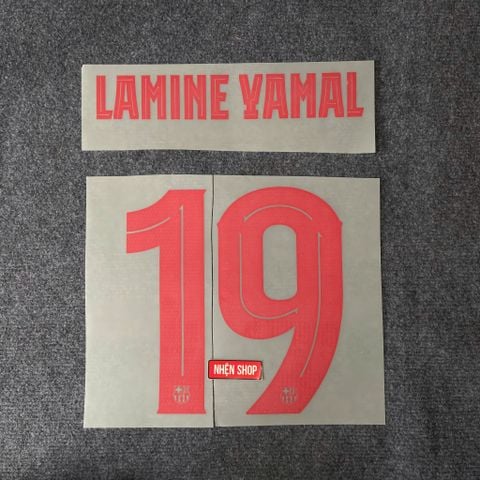 LAMINE YAMAL
19
NHỆN SHOP